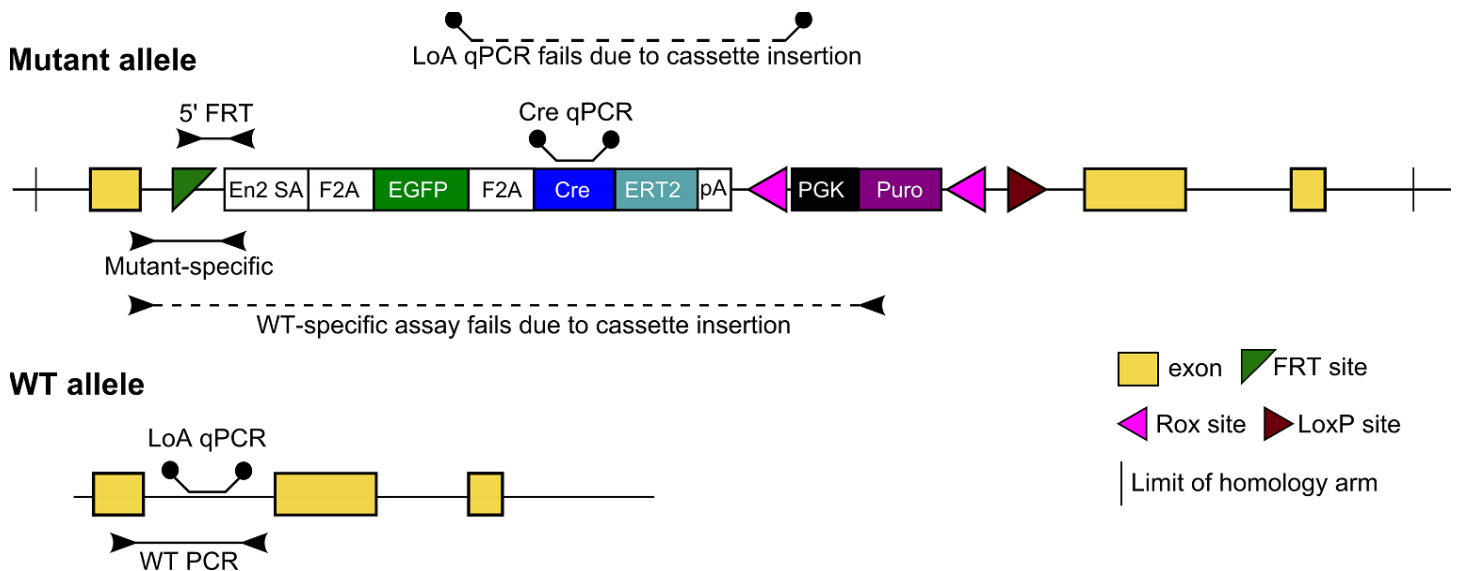 LoA qPCR fails due to cassette insertion
Mutant allele
5' FRT
Cre qPCR
En2 SA F2A EGFP F2A Cre ERT2 pA PGK Puro
Mutant-specific
WT-specific assay fails due to cassette insertion
WT allele
LoA qPCR
WT PCR
exon FRT site
Rox site LoxP site
Limit of homology arm